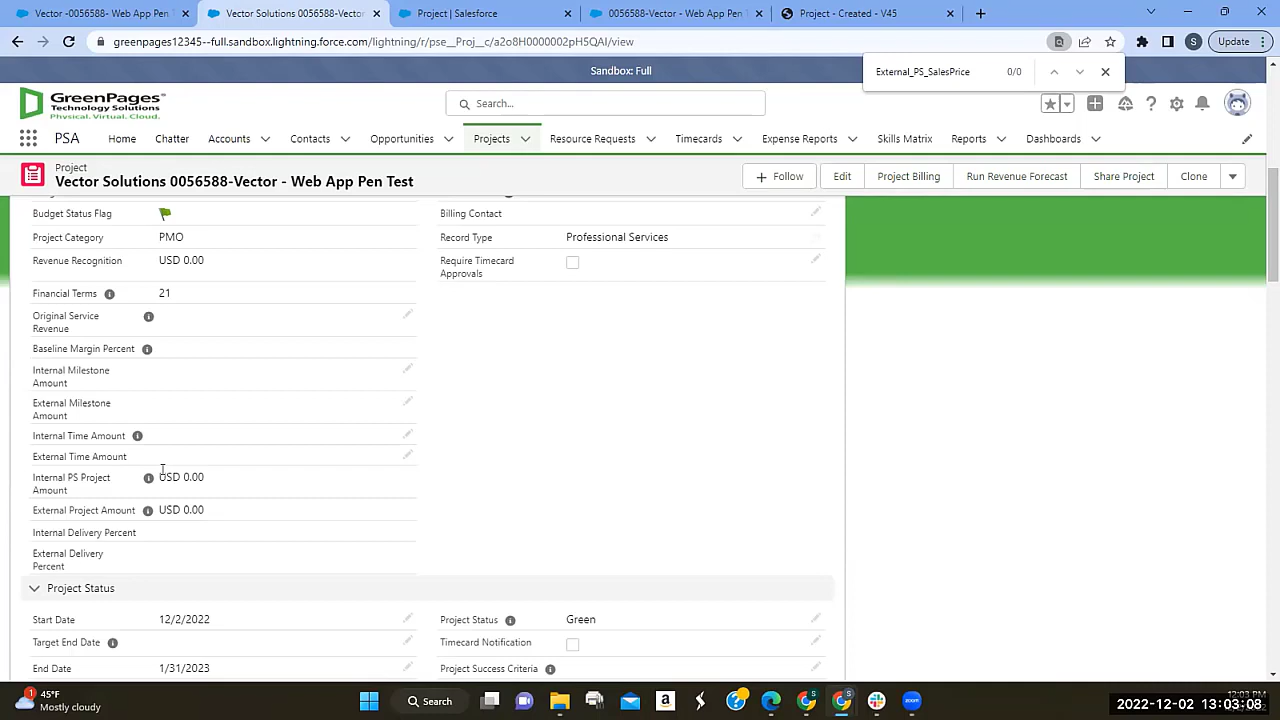 Vector -0056588- Web App Pen Test
Vector Solutions 0056588-Vector
Project | Salesforce
0056588-Vector - Web App Pen T
Project - Created - V45
greenpages12345--full.sandbox.lightning.force.com/lightning/r/pse__Proj__c/a2o8H0000002pHSQAI/view
S
Update
Sandbox: Full
External_PS_SalesPrice
0/0
GreenPages
Technology Solutions
Physical. Virtual. Cloud.
Search...
PSA
Home
Chatter
Accounts
Contacts
Opportunities
Projects
Resource Requests
Timecards
Expense Reports
Skills Matrix
Reports
Dashboards
Project
Vector Solutions 0056588-Vector - Web App Pen Test
Follow
Edit
Project Billing
Run Revenue Forecast
Share Project
Clone
Budget Status Flag
Billing Contact
Project Category
PMO
Record Type
Professional Services
Revenue Recognition
USD 0.00
Require Timecard
Approvals
Financial Terms
21
Original Service
Revenue
Baseline Margin Percent
Internal Milestone
Amount
External Milestone
Amount
Internal Time Amount
External Time Amount
Internal PS Project
Amount
USD 0.00
External Project Amount
USD 0.00
Internal Delivery Percent
External Delivery
Percent
Project Status
Start Date
12/2/2022
Project Status
Green
Target End Date
Timecard Notification
End Date
1/31/2023
Project Success Criteria
1
45°F
Mostly cloudy
Search
zoom
12:03 PM
2022-12-02 13:03:08